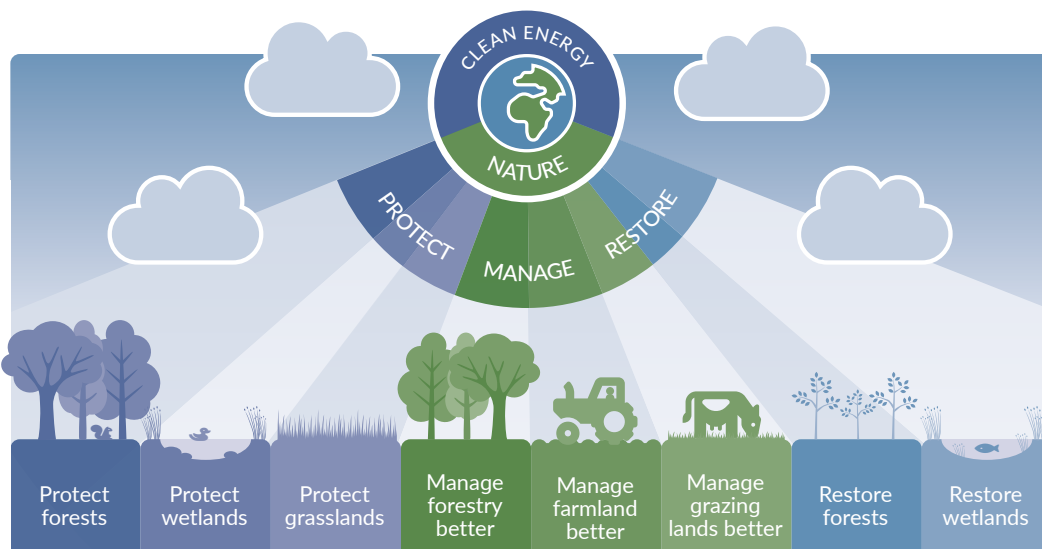 CLEAN ENERGY
NATURE
PROTECT
MANAGE
RESTORE
Protect
forests
Protect
wetlands
Protect
grasslands
Manage
forestry
better
Manage
farmland
better
Manage
grazing
lands better
Restore
forests
Restore
wetlands